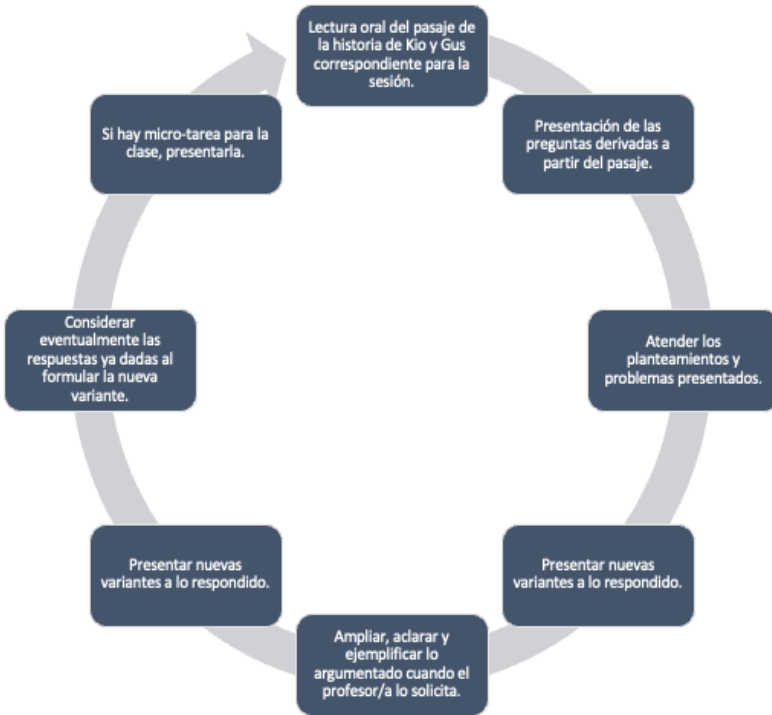 Lectura oral del pasaje de
la historia de Kio y Gus
correspondiente para la
sesión.
Presentación de las
preguntas derivadas a
partir del pasaje.
Atender los
planteamientos y
problemas presentados.
Presentar nuevas
variantes a lo respondido.
Ampliar, aclarar y
ejemplificar lo
argumentado cuando el
profesor/a lo solicita.
Presentar nuevas
variantes a lo respondido.
Considerar
eventualmente las
respuestas ya dadas al
formular la nueva
variante.
Si hay micro-tarea para la
clase, presentarla.